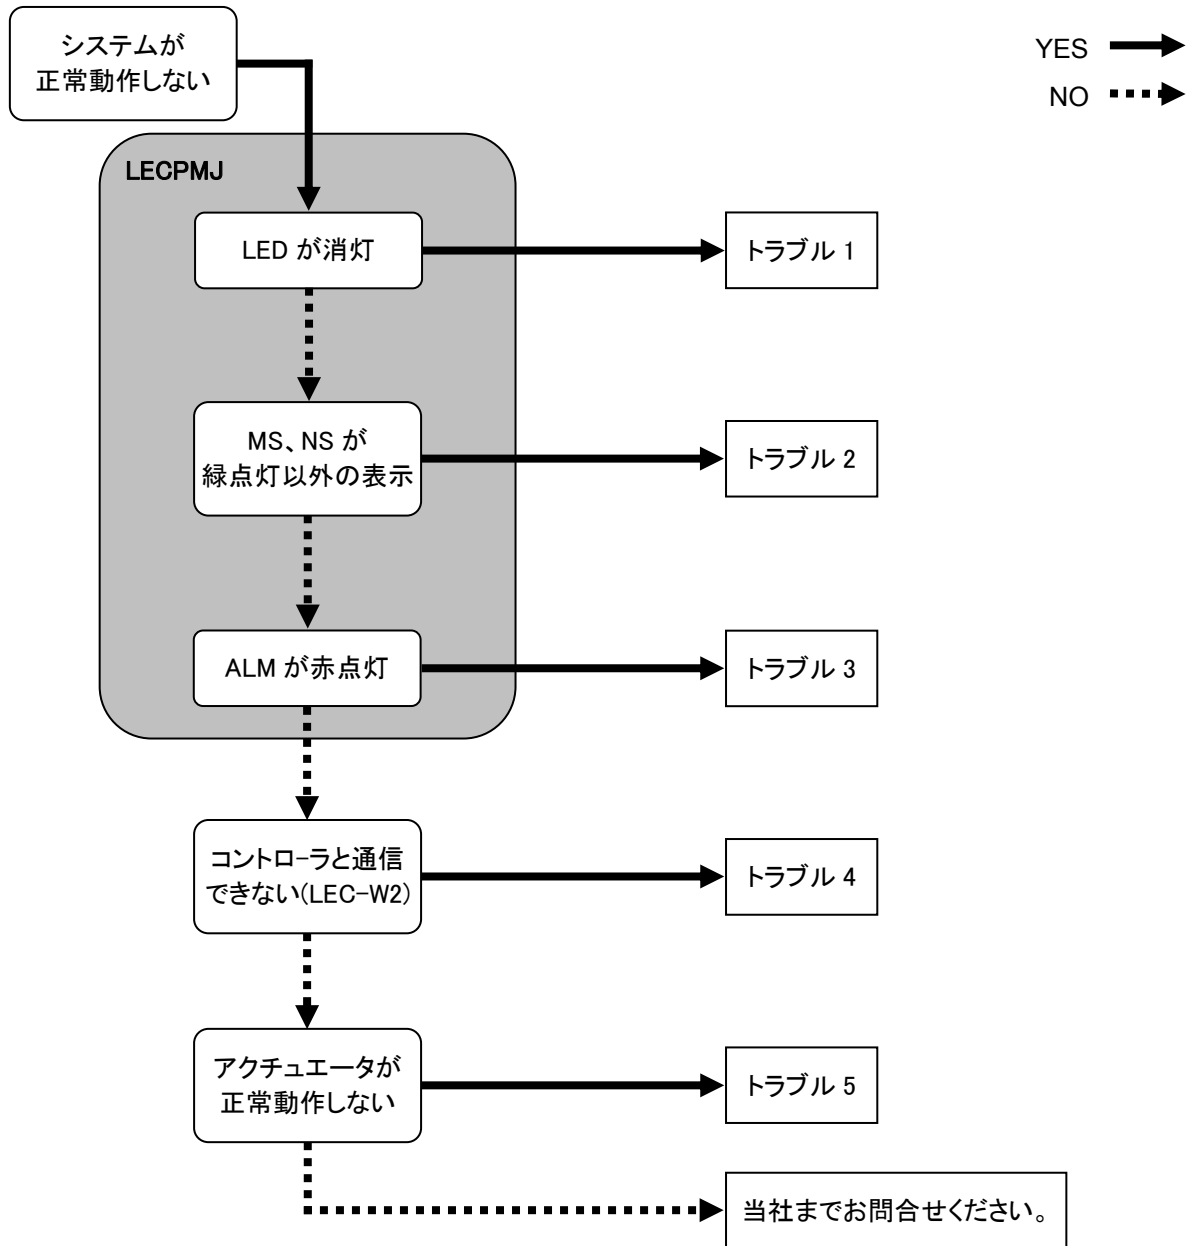 システムが
正常動作しない
YES
NO
LECPMJ
LED が消灯
トラブル 1
MS、NS が
緑点灯以外の表示
トラブル 2
ALM が赤点灯
トラブル 3
コントローラと通信
できない(LEC-W2)
トラブル 4
アクチュエータが
正常動作しない
トラブル 5
当社までお問合せください。